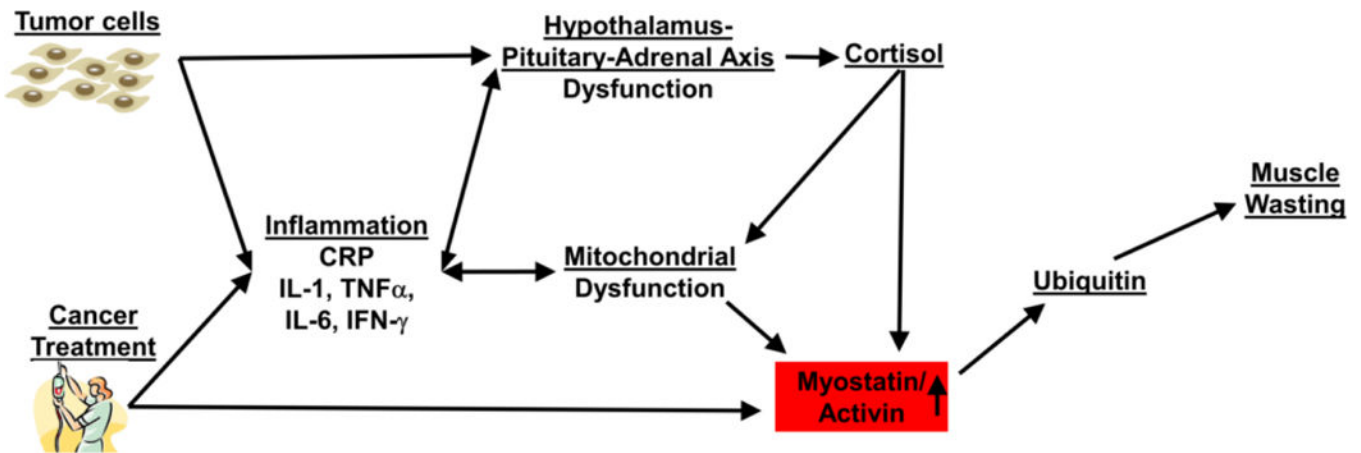 Tumor cells
Hypothalamus-
Pituitary-Adrenal Axis
Dysfunction
Cortisol
Inflammation
CRP
IL-1, TNFα,
IL-6, IFN-γ
Mitochondrial
Dysfunction
Cancer
Treatment
Myostatin/
Activin
Ubiquitin
Muscle
Wasting